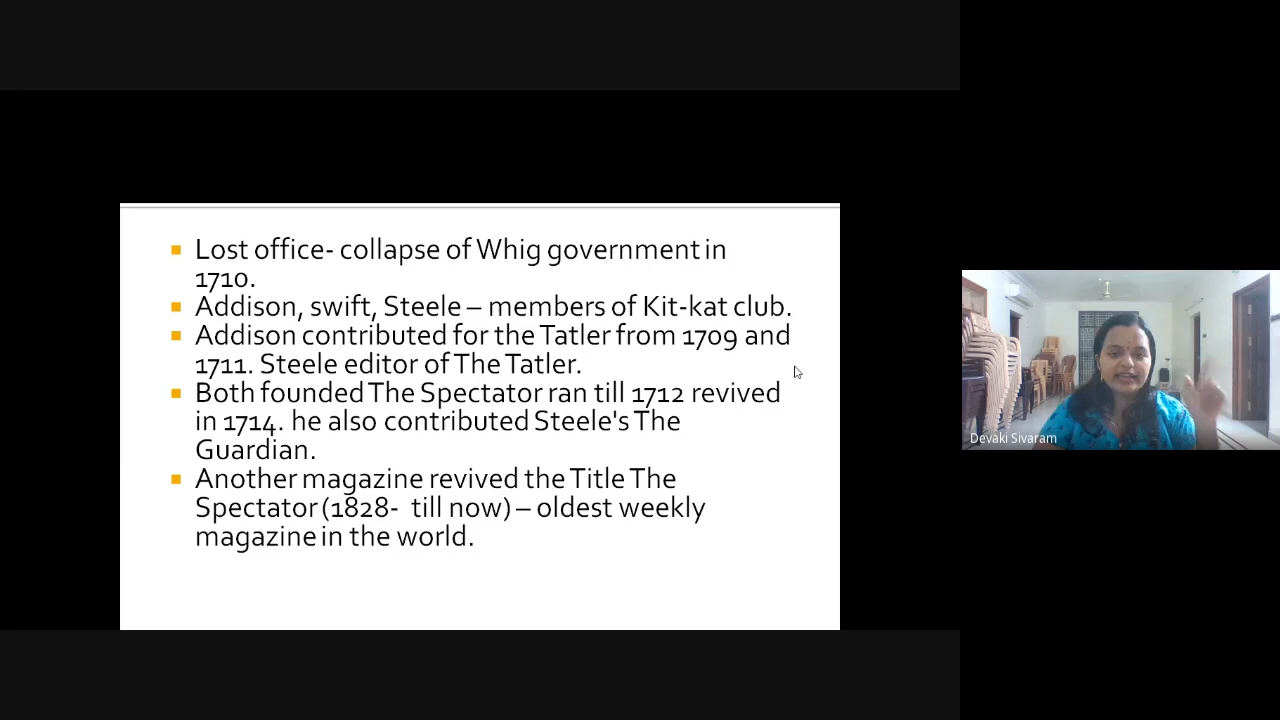 Lost office- collapse of Whig government in
1710.
Addison, swift, Steele – members of Kit-kat club.
Addison contributed for the Tatler from 1709 and
1711. Steele editor of The Tatler.
Both founded The Spectator ran till 1712 revived
in 1714. he also contributed Steele's The
Guardian.
Another magazine revived the Title The
Spectator (1828- till now) – oldest weekly
magazine in the world.
Devaki Sivaram